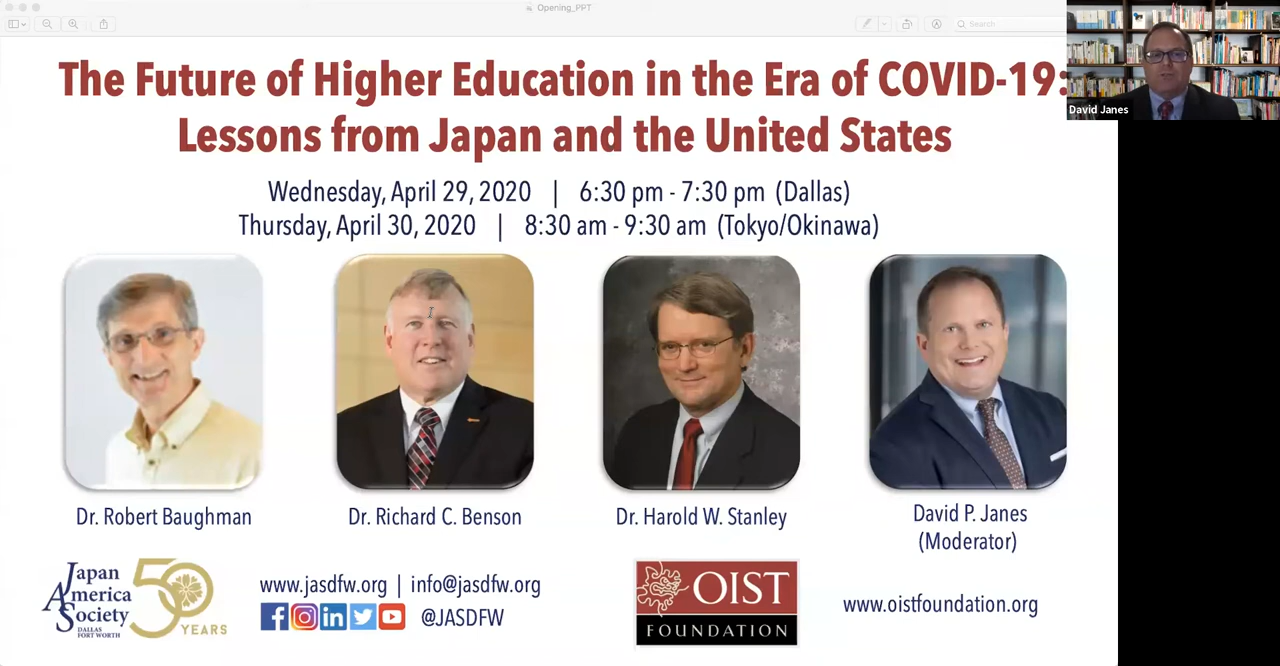 Opening_PPT
Search
David Janes
The Future of Higher Education in the Era of COVID-19:
Lessons from Japan and the United States
Wednesday, April 29, 2020 | 6:30 pm - 7:30 pm (Dallas)
Thursday, April 30, 2020 | 8:30 am - 9:30 am (Tokyo/Okinawa)
Dr. Robert Baughman
Dr. Richard C. Benson
Dr. Harold W. Stanley
David P. Janes
(Moderator)
Japan
America
Society
DALLAS
FORT WORTH
50
YEARS
www.jasdfw.org | info@jasdfw.org
@JASDFW
OIST
FOUNDATION
www.oistfoundation.org